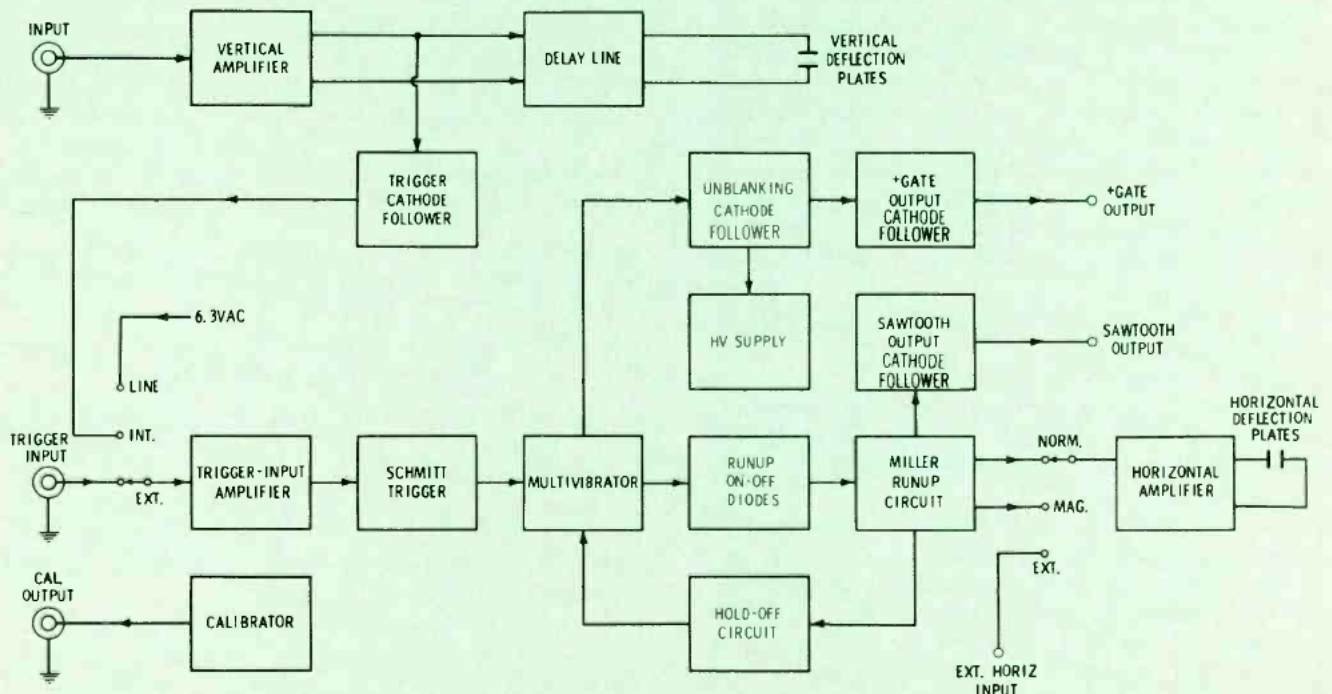 INPUT
VERTICAL
AMPLIFIER
DELAY LINE
VERTICAL
DEFLECTION
PLATES
TRIGGER
CATHODE
FOLLOWER
UNBLANKING
CATHODE
FOLLOWER
+GATE
OUTPUT
CATHODE
FOLLOWER
+GATE
OUTPUT
6.3VAC
HV SUPPLY
SAWTOOTH
OUTPUT
CATHODE
FOLLOWER
SAWTOOTH
OUTPUT
LINE
INT.
TRIGGER
INPUT
EXT.
TRIGGER-INPUT
AMPLIFIER
SCHMITT
TRIGGER
MULTIVIBRATOR
RUNUP
ON-OFF
DIODES
MILLER
RUNUP
CIRCUIT
NORM.
MAG.
EXT.
HORIZONTAL
AMPLIFIER
HORIZONTAL
DEFLECTION
PLATES
CAL
OUTPUT
CALIBRATOR
HOLD-OFF
CIRCUIT
EXT. HORIZ
INPUT